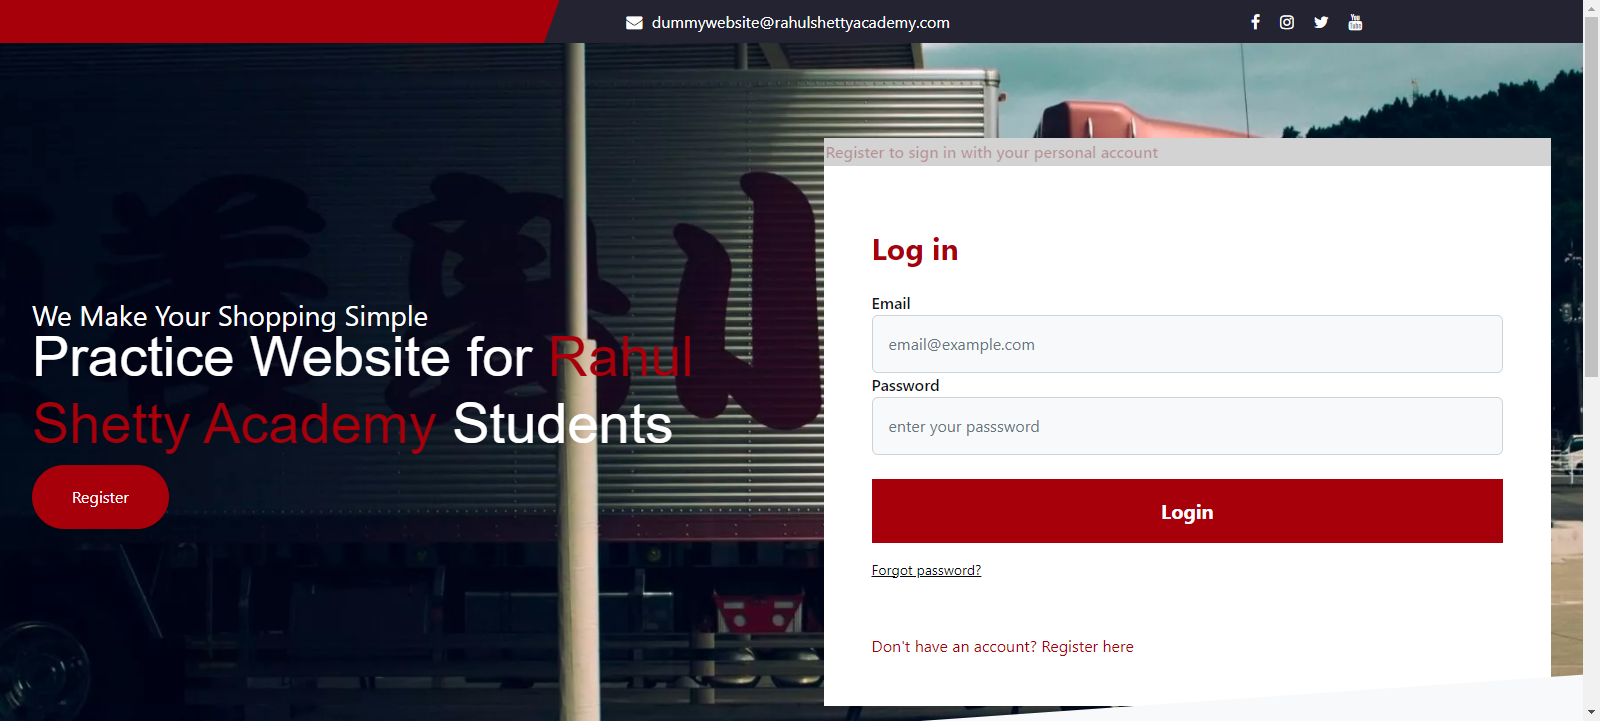 dummywebsite@rahulshettyacademy.com
Register to sign in with your personal account
We Make Your Shopping Simple
Practice Website for Rahul
Shetty Academy Students
Register
Log in
Email
email@example.com
Password
enter your passsword
Login
Forgot password?
Don't have an account? Register here